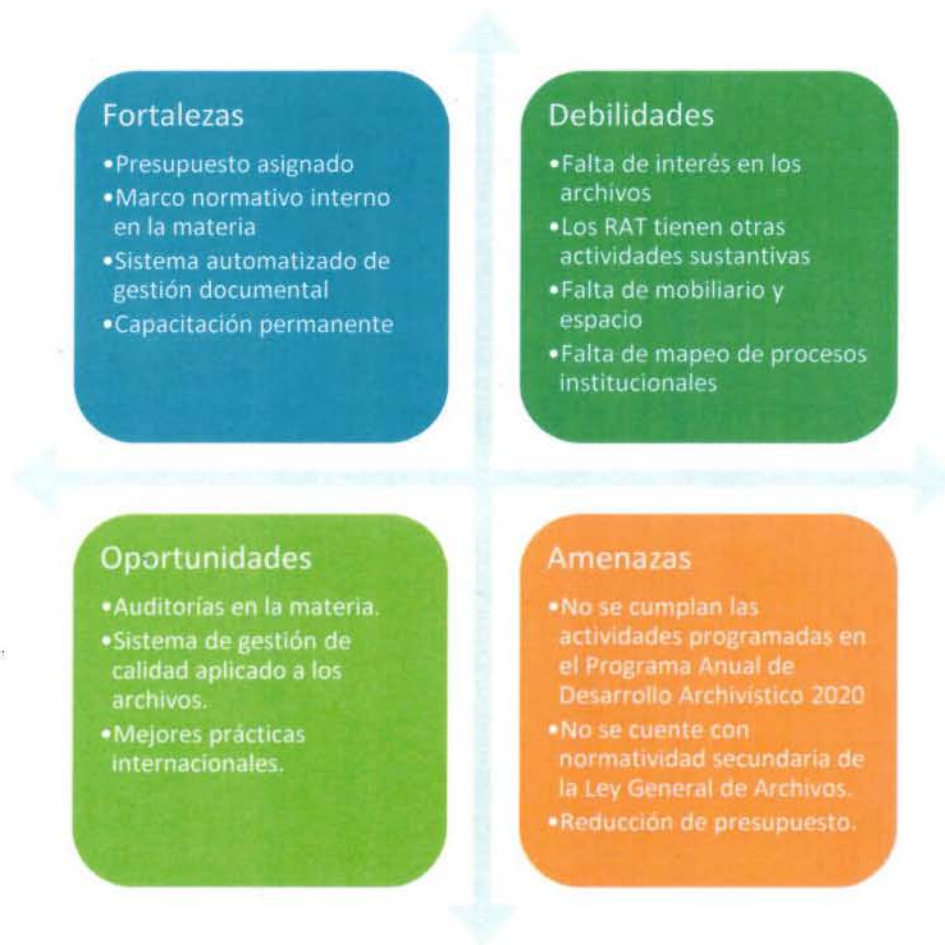 Fortalezas
•Presupuesto asignado
•Marco normativo interno
en la materia
•Sistema automatizado de
gestión documental
•Capacitación permanente
Debilidades
•Falta de interés en los
archivos
•Los RAT tienen otras
actividades sustantivas
•Falta de mobiliario y
espacio
•Falta de mapeo de procesos
institucionales
Oportunidades
•Auditorías en la materia.
•Sistema de gestión de
calidad aplicado a los
archivos.
•Mejores prácticas
internacionales.
Amenazas
•No se cumplan las
actividades programadas en
el Programa Anual de
Desarrollo Archivístico 2020
•No se cuente con
normatividad secundaria de
la Ley General de Archivos.
•Reducción de presupuesto.